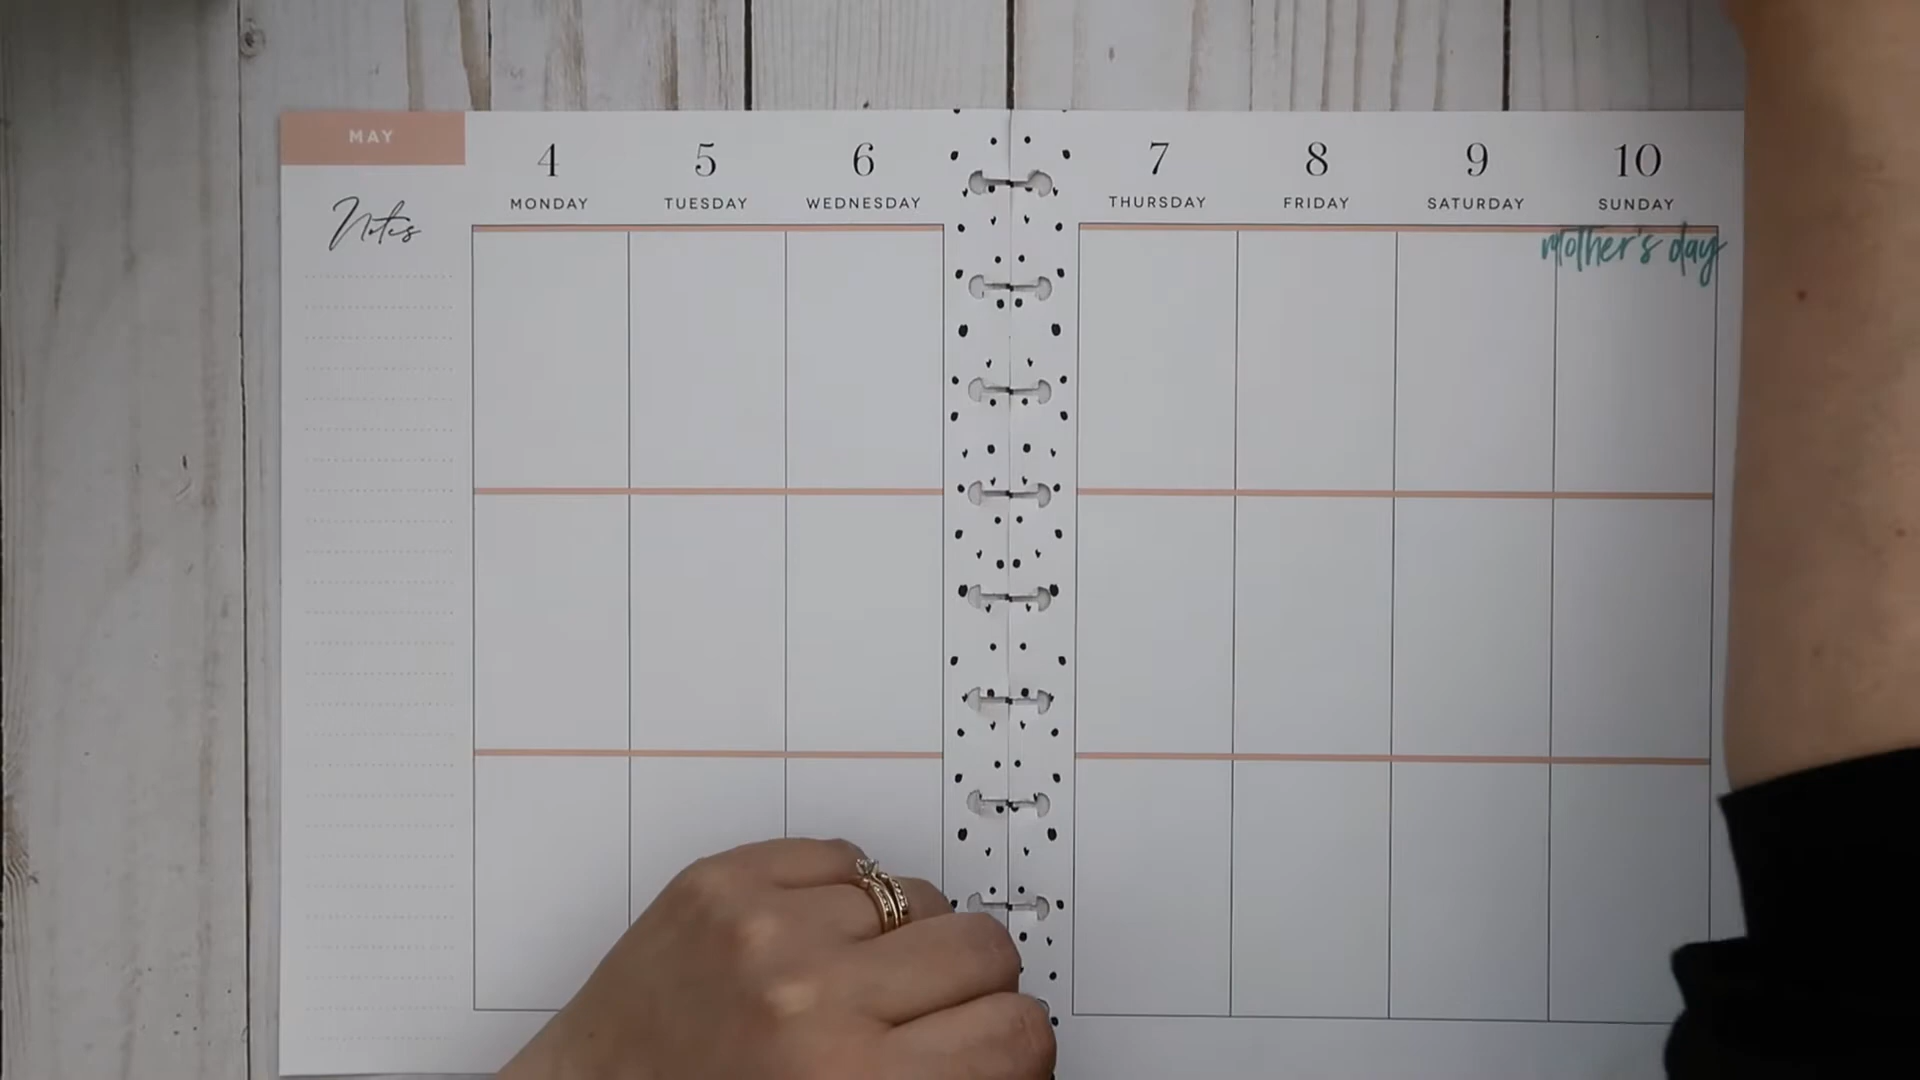 MAY
4 5 6 7 8 9 10
MONDAY TUESDAY WEDNESDAY THURSDAY FRIDAY SATURDAY SUNDAY
Notes
mother's day